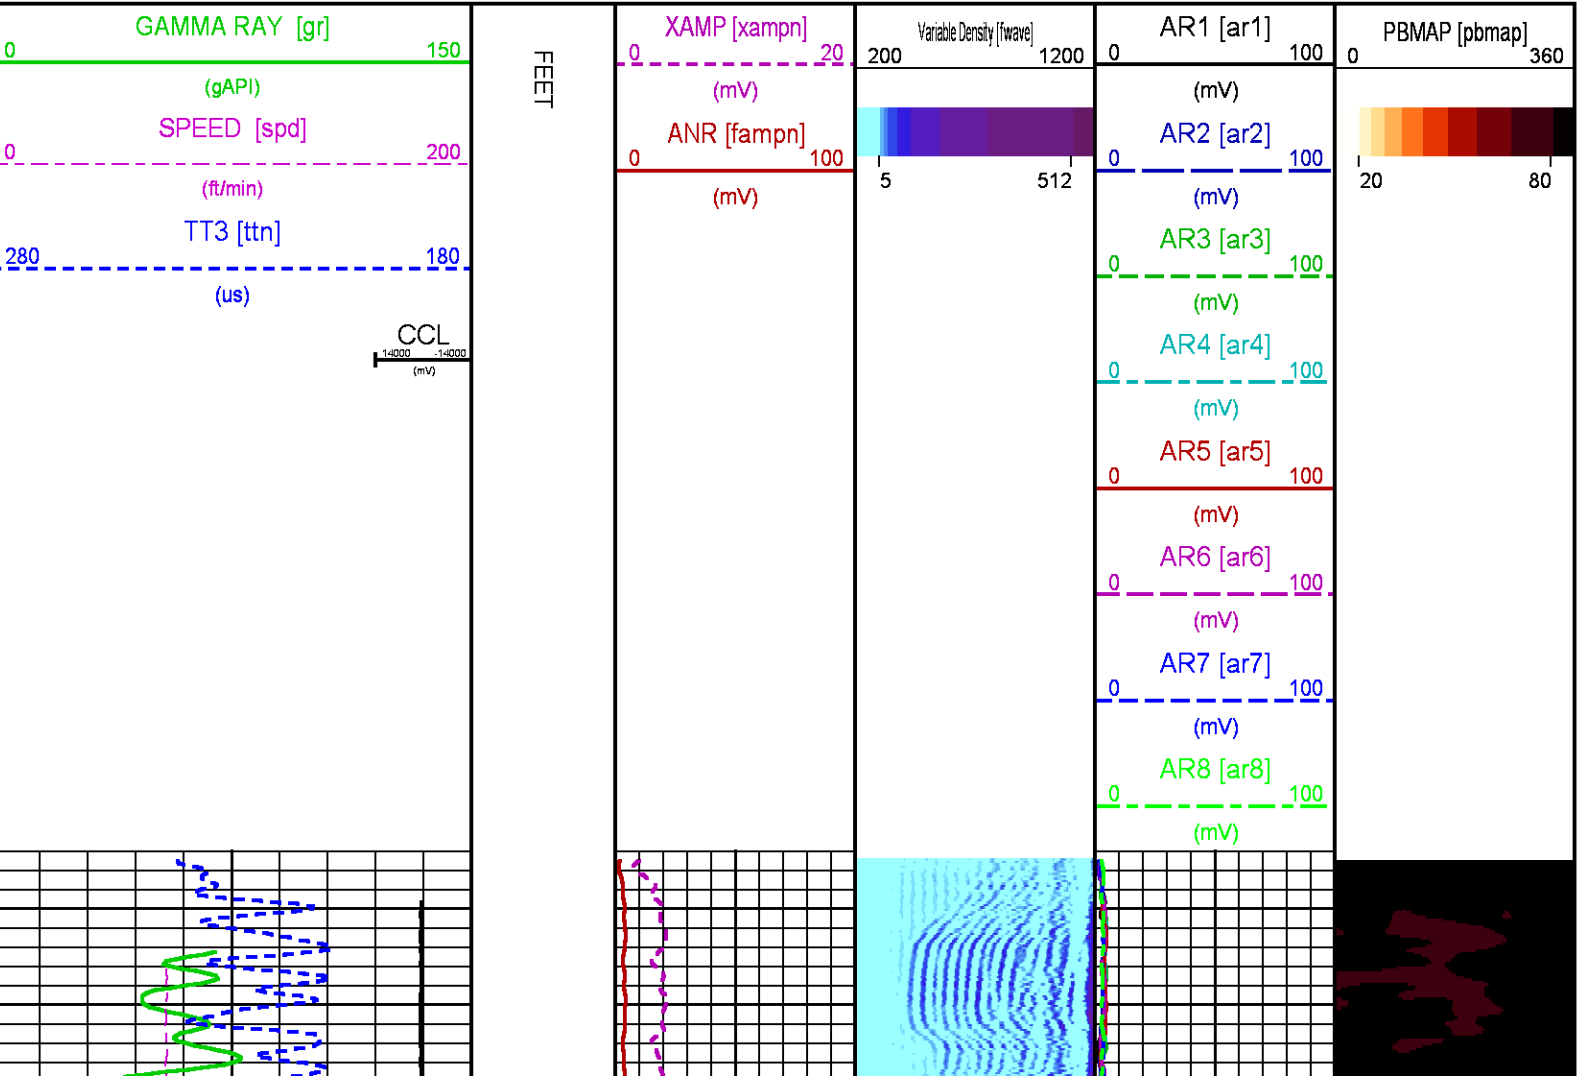 GAMMA RAY [gr]
0 150
(gAPI)
SPEED [spd]
0 200
(ft/min)
TT3 [ttn]
280 180
(us)
CCL
14000 -14000
(mV)
FEET
XAMP [xampn]
0 20
(mV)
ANR [fampn]
0 100
(mV)
Variable Density [fwave]
200 1200
5 512
AR1 [ar1]
0 100
(mV)
AR2 [ar2]
0 100
(mV)
AR3 [ar3]
0 100
(mV)
AR4 [ar4]
0 100
(mV)
AR5 [ar5]
0 100
(mV)
AR6 [ar6]
0 100
(mV)
AR7 [ar7]
0 100
(mV)
AR8 [ar8]
0 100
(mV)
PBMAP [pbmap]
0 360
20 80